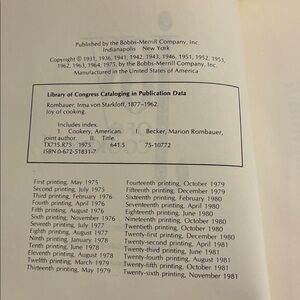 Published by the Bobbs-Merrill Company, Inc.
Indianapolis New York
Copyright © 1931, 1936, 1941, 1942, 1943, 1946, 1951, 1952, 1953,
1962, 1963, 1964, 1975, by the Bobbs-Merrill Company, Inc.
Manufactured in the United States of America
Library of Congress Cataloging in Publication Data
Rombauer, Irma von Starkloff, 1877–1962.
Joy of cooking.
Includes index.
1. Cookery, American. I. Becker, Marion Rombauer,
joint author II. Title.
TX715.R75 1975 641.5 75-10772
ISBN 0-672-51831-7
First printing, May 1975
Second printing, July 1975
Third printing, February 1976
Fourth printing, April 1976
Fifth printing, August 1976
Sixth printing, November 1976
Seventh printing, July 1977
Eighth printing, August 1977
Ninth printing, January 1978
Tenth printing, June 1978
Eleventh printing, August 1978
Twelfth printing, March 1979
Thirteenth printing, May 1979
Fourteenth printing, October 1979
Fifteenth printing, December 1979
Sixteenth printing, February 1980
Seventeenth printing, April 1980
Eighteenth printing, June 1980
Nineteenth printing, October 1980
Twentieth printing, October 1980
Twenty-first printing, December 1980
Twenty-second printing, April 1981
Twenty-third printing, June 1981
Twenty-fourth printing, August 1981
Twenty-fifth printing, October 1981
Twenty-sixth printing, November 1981